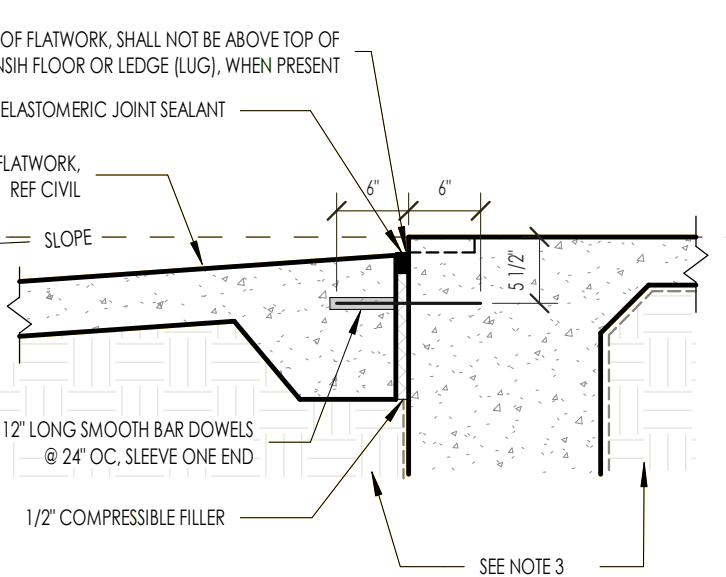 OF FLATWORK, SHALL NOT BE ABOVE TOP OF
NSIH FLOOR OR LEDGE (LUG), WHEN PRESENT
ELASTOMERIC JOINT SEALANT
FLATWORK,
REF CIVIL
6"
6"
SLOPE
5 1/2"
12" LONG SMOOTH BAR DOWELS
@ 24" OC, SLEEVE ONE END
1/2" COMPRESSIBLE FILLER
SEE NOTE 3